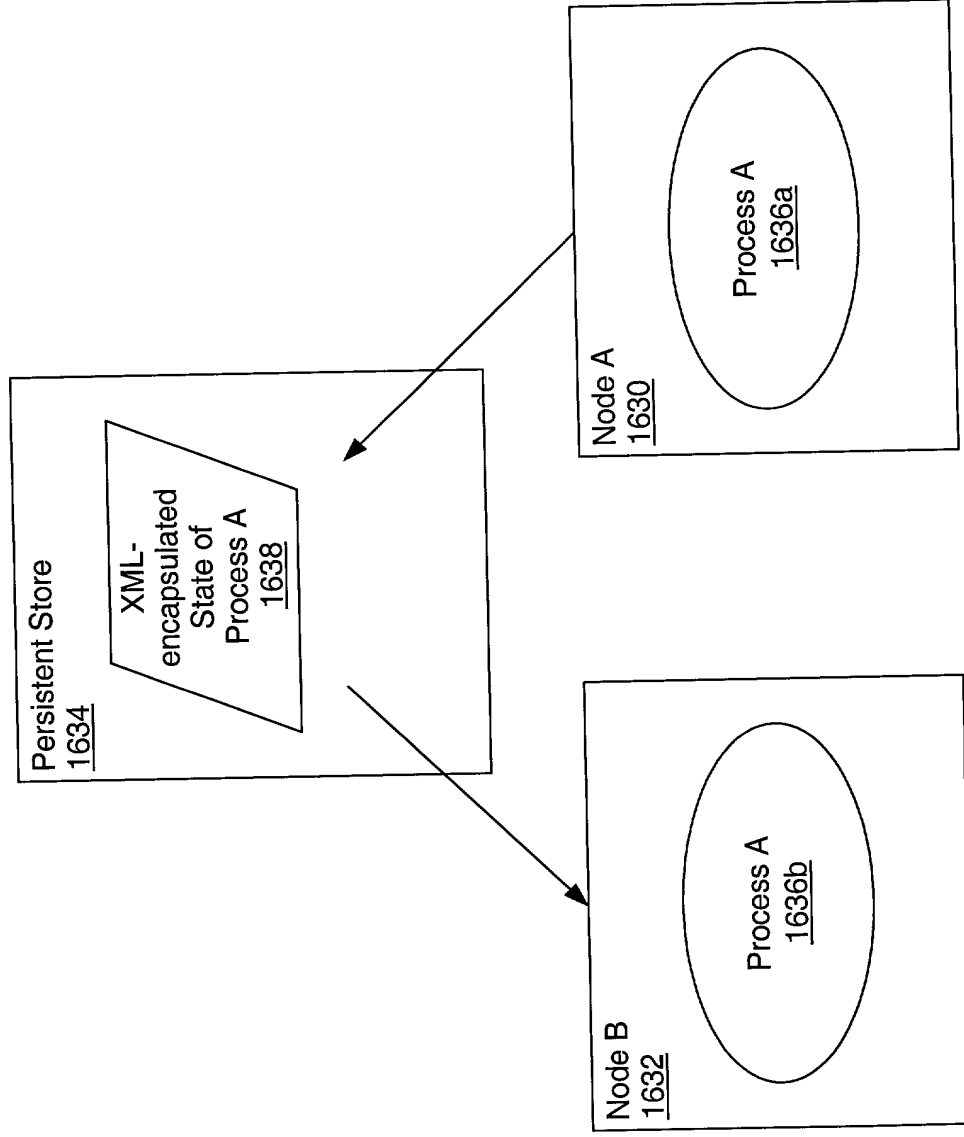 Persistent Store
1634
XML-
encapsulated
State of
Process A
1638
Node B
1632
Process A
1636b
Node A
1630
Process A
1636a